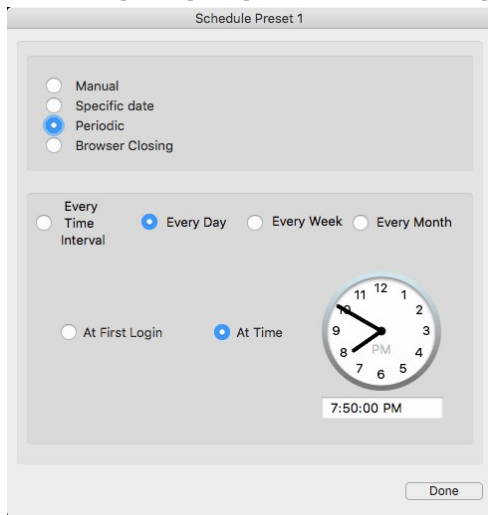 Schedule Preset 1
Manual
Specific date
Periodic
Browser Closing
Every
Time
Interval
Every Day
Every Week
Every Month
At First Login
At Time
12
1
2
3
4
5
6
7
8
9
10
11
PM
7:50:00 PM
Done